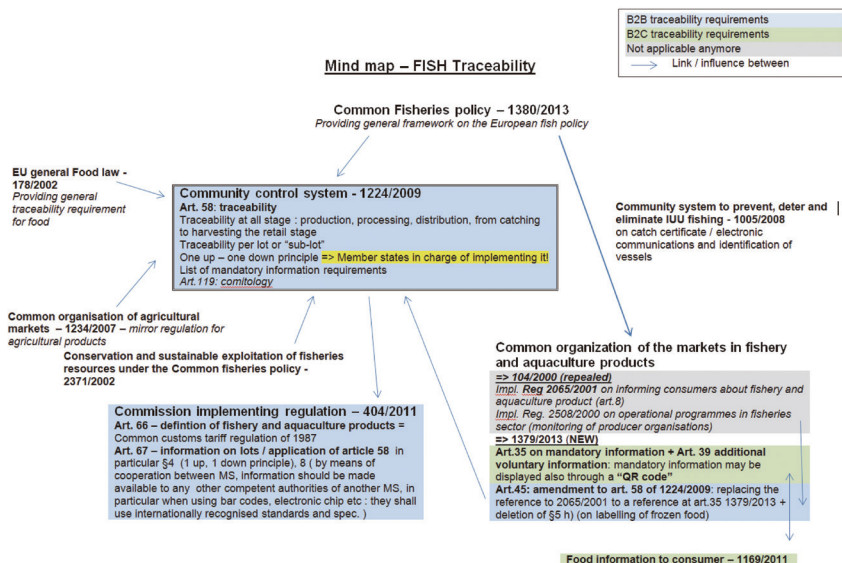 B2B traceability requirements
B2C traceability requirements
Not applicable anymore
Link / influence between
Mind map – FISH Traceability
Common Fisheries policy – 1380/2013
Providing general framework on the European fish policy
EU general Food law -
178/2002
Providing general
traceability requirement
for food
Community control system - 1224/2009
Art. 58: traceability
Traceability at all stage : production, processing, distribution, from catching
to harvesting the retail stage
Traceability per lot or “sub-lot”
One up – one down principle => Member states in charge of implementing it!
List of mandatory information requirements
Art.119: comitology
Community system to prevent, deter and
eliminate IUU fishing - 1005/2008
on catch certificate / electronic
communications and identification of
vessels
Common organisation of agricultural
markets – 1234/2007 – mirror regulation for
agricultural products
Conservation and sustainable exploitation of fisheries
resources under the Common fisheries policy -
2371/2002
Commission implementing regulation – 404/2011
Art. 66 – defintion of fishery and aquaculture products =
Common customs tariff regulation of 1987
Art. 67 – information on lots / application of article 58 in
particular §4 (1 up, 1 down principle), 8 ( by means of
cooperation between MS, information should be made
available to any other competent authorities of another MS, in
particular when using bar codes, electronic chip etc : they shall
use internationally recognised standards and spec. )
Common organization of the markets in fishery
and aquaculture products
=> 104/2000 (repealed)
Impl. Reg 2065/2001 on informing consumers about fishery and
aquaculture product (art.8)
Impl. Reg. 2508/2000 on operational programmes in fisheries
sector (monitoring of producer organisations)
=> 1379/2013 (NEW)
Art.35 on mandatory information + Art. 39 additional
voluntary information: mandatory information may be
displayed also through a “QR code”
Art.45: amendment to art. 58 of 1224/2009: replacing the
reference to 2065/2001 to a reference at art.35 1379/2013 +
deletion of §5 h) (on labelling of frozen food)
Food information to consumer – 1169/2011